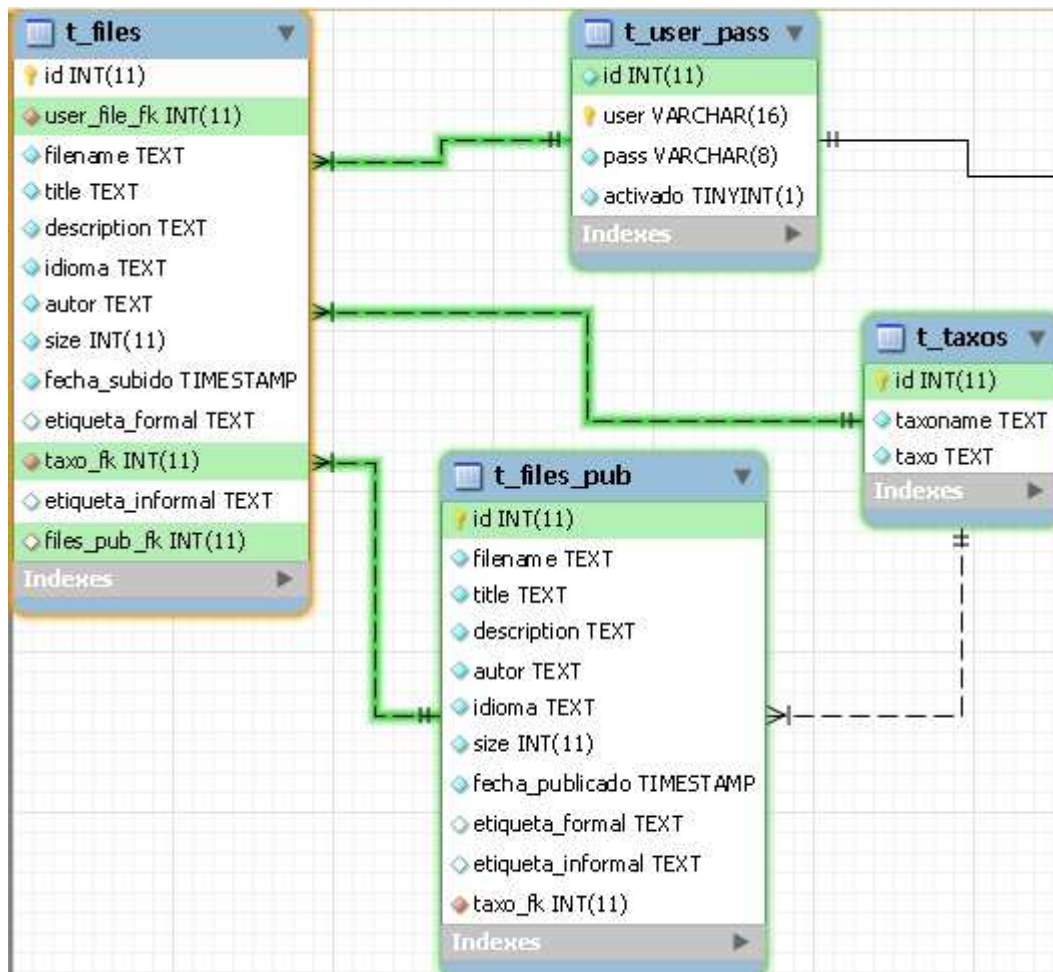 t_files
id INT(11)
user_file_fk INT(11)
filename TEXT
title TEXT
description TEXT
idioma TEXT
autor TEXT
size INT(11)
fecha_subido TIMESTAMP
etiqueta_formal TEXT
taxo_fk INT(11)
etiqueta_informal TEXT
files_pub_fk INT(11)
Indexes
t_user_pass
id INT(11)
user VARCHAR(16)
pass VARCHAR(8)
activado TINYINT(1)
Indexes
t_taxos
id INT(11)
taxoname TEXT
taxo TEXT
Indexes
t_files_pub
id INT(11)
filename TEXT
title TEXT
description TEXT
autor TEXT
idioma TEXT
size INT(11)
fecha_publicado TIMESTAMP
etiqueta_formal TEXT
etiqueta_informal TEXT
taxo_fk INT(11)
Indexes